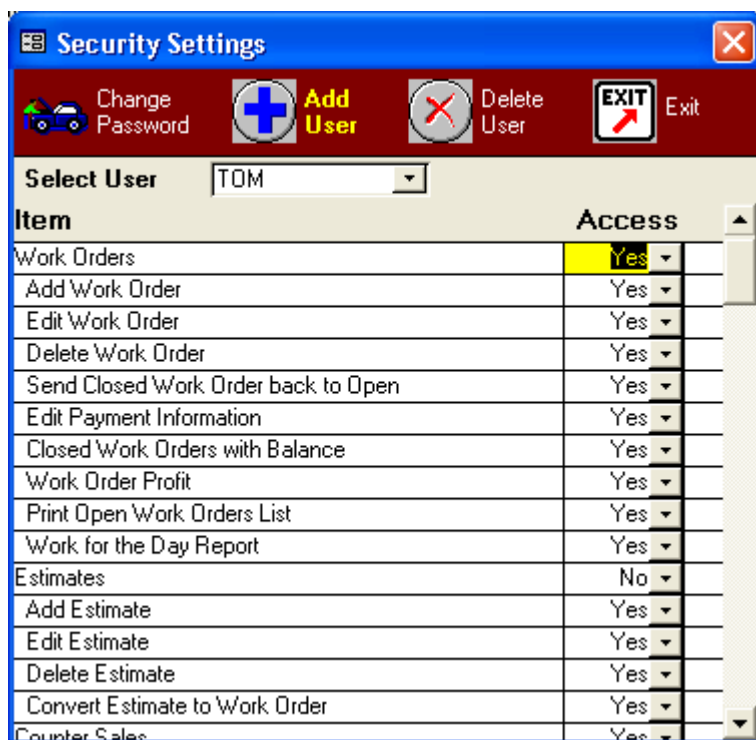 Security Settings
Change Password
Add User
Delete User
EXIT
Exit
Select User TOM
Item Access
Work Orders Yes
Add Work Order Yes
Edit Work Order Yes
Delete Work Order Yes
Send Closed Work Order back to Open Yes
Edit Payment Information Yes
Closed Work Orders with Balance Yes
Work Order Profit Yes
Print Open Work Orders List Yes
Work for the Day Report Yes
Estimates No
Add Estimate Yes
Edit Estimate Yes
Delete Estimate Yes
Convert Estimate to Work Order Yes
Counter Sales Yes